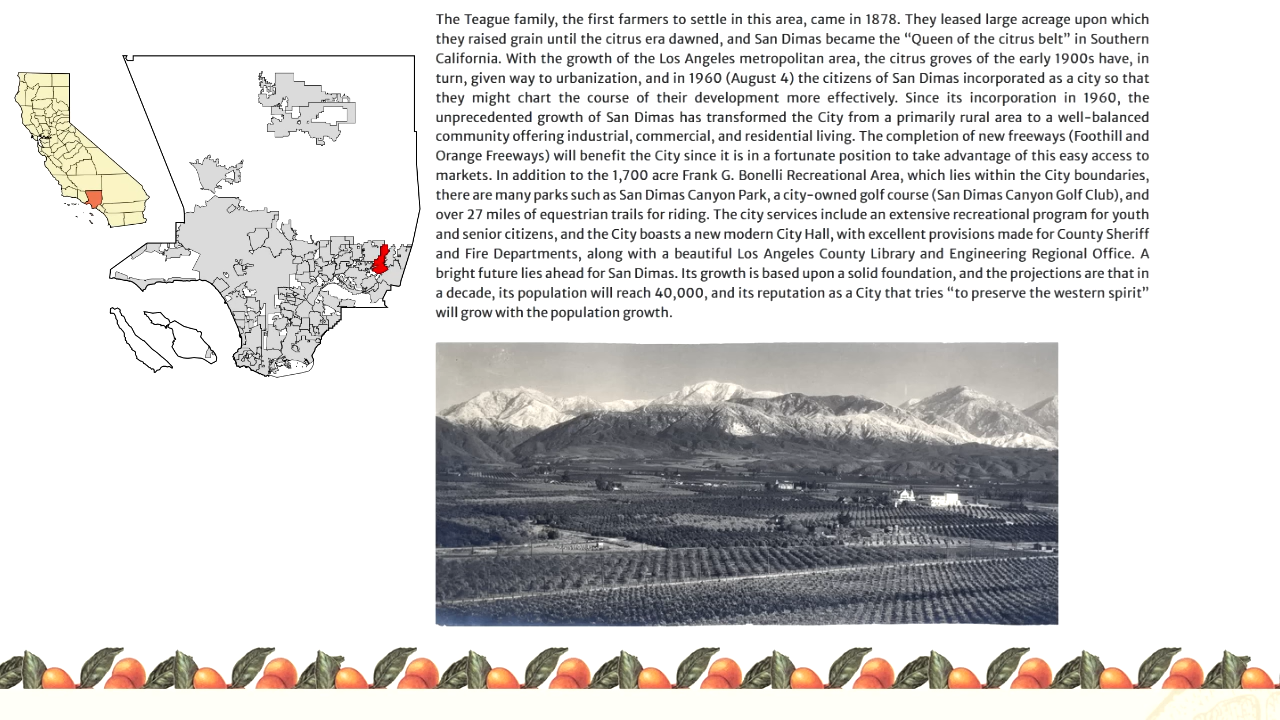 The Teague family, the first farmers to settle in this area, came in 1878. They leased large acreage upon which
they raised grain until the citrus era dawned, and San Dimas became the “Queen of the citrus belt” in Southern
California. With the growth of the Los Angeles metropolitan area, the citrus groves of the early 1900s have, in
turn, given way to urbanization, and in 1960 (August 4) the citizens of San Dimas incorporated as a city so that
they might chart the course of their development more effectively. Since its incorporation in 1960, the
unprecedented growth of San Dimas has transformed the City from a primarily rural area to a well-balanced
community offering industrial, commercial, and residential living. The completion of new freeways (Foothill and
Orange Freeways) will benefit the City since it is in a fortunate position to take advantage of this easy access to
markets. In addition to the 1,700 acre Frank G. Bonelli Recreational Area, which lies within the City boundaries,
there are many parks such as San Dimas Canyon Park, a city-owned golf course (San Dimas Canyon Golf Club), and
over 27 miles of equestrian trails for riding. The city services include an extensive recreational program for youth
and senior citizens, and the City boasts a new modern City Hall, with excellent provisions made for County Sheriff
and Fire Departments, along with a beautiful Los Angeles County Library and Engineering Regional Office. A
bright future lies ahead for San Dimas. Its growth is based upon a solid foundation, and the projections are that in
a decade, its population will reach 40,000, and its reputation as a City that tries “to preserve the western spirit”
will grow with the population growth.